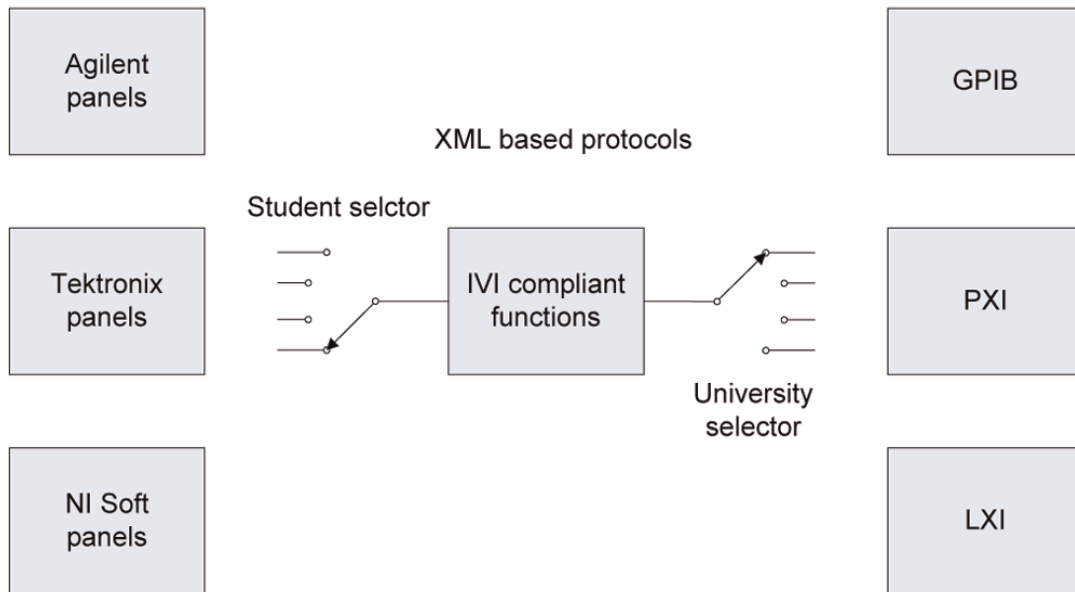 Agilent
panels
GPIB
XML based protocols
Student selctor
Tektronix
panels
IVI compliant
functions
PXI
University
selector
NI Soft
panels
LXI